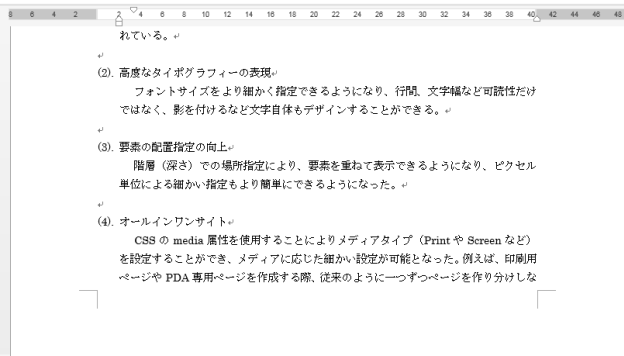 8 6 4 2 2 4 6 8 10 12 14 16 18 20 22 24 26 28 30 32 34 36 38 40 42 44 46 48
れている。
(2). 高度なタイポグラフィーの表現
フォントサイズをより細かく指定できるようになり、行間、文字幅など可読性だけ
ではなく、影を付けるなど文字自体もデザインすることができる。
(3). 要素の配置指定の向上
階層（深さ）での場所指定により、要素を重ねて表示できるようになり、ピクセル
単位による細かい指定もより簡単にできるようになった。
(4). オールインワンサイト
CSS の media 属性を使用することによりメディアタイプ（Print や Screen など）
を設定することができ、メディアに応じた細かい設定が可能となった。例えば、印刷用
ページや PDA 専用ページを作成する際、従来のように一つずつページを作り分けしな